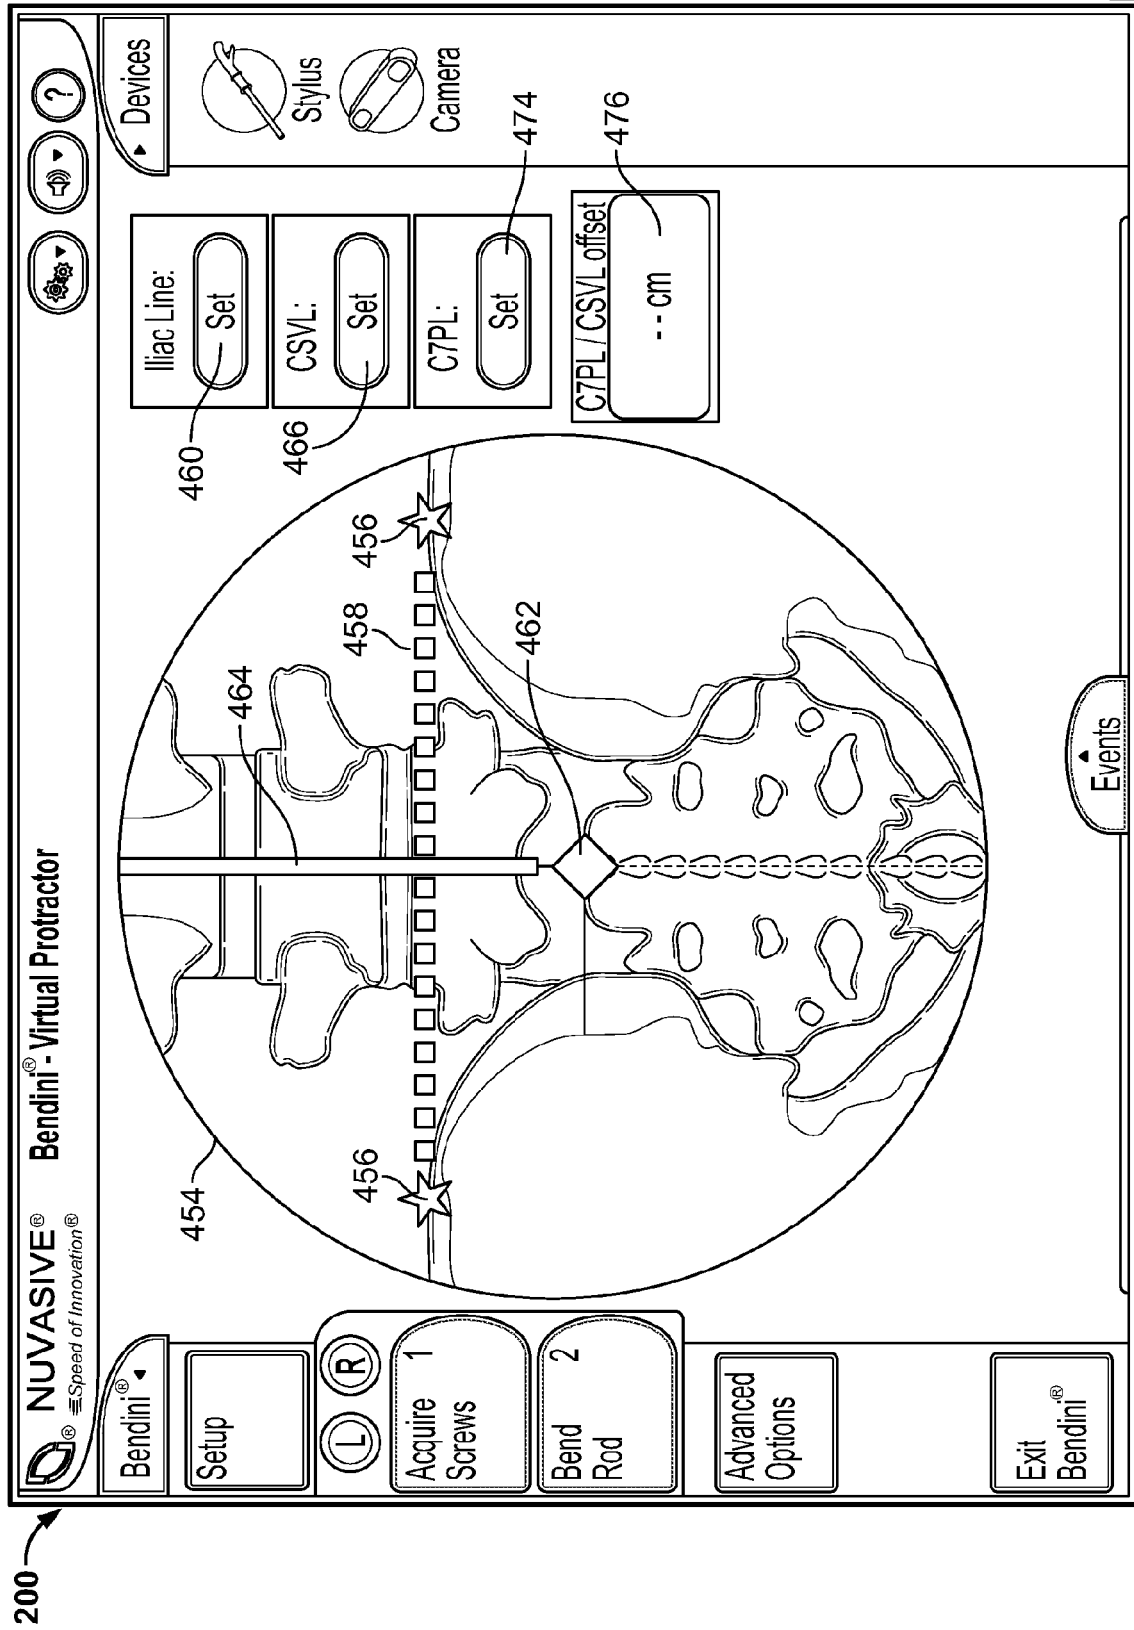 200
NUVASIVE®
Speed of Innovation®
Bendini® - Virtual Protractor
?
Bendini®
Setup
L R
Acquire 1
Screws
Bend 2
Rod
Advanced
Options
Exit
Bendini®
454
456
456
458
464
462
Events
Iliac Line:
Set
460
CSVL:
Set
466
C7PL:
Set
474
C7PL / CSVL offset
-- cm
476
Devices
Stylus
Camera